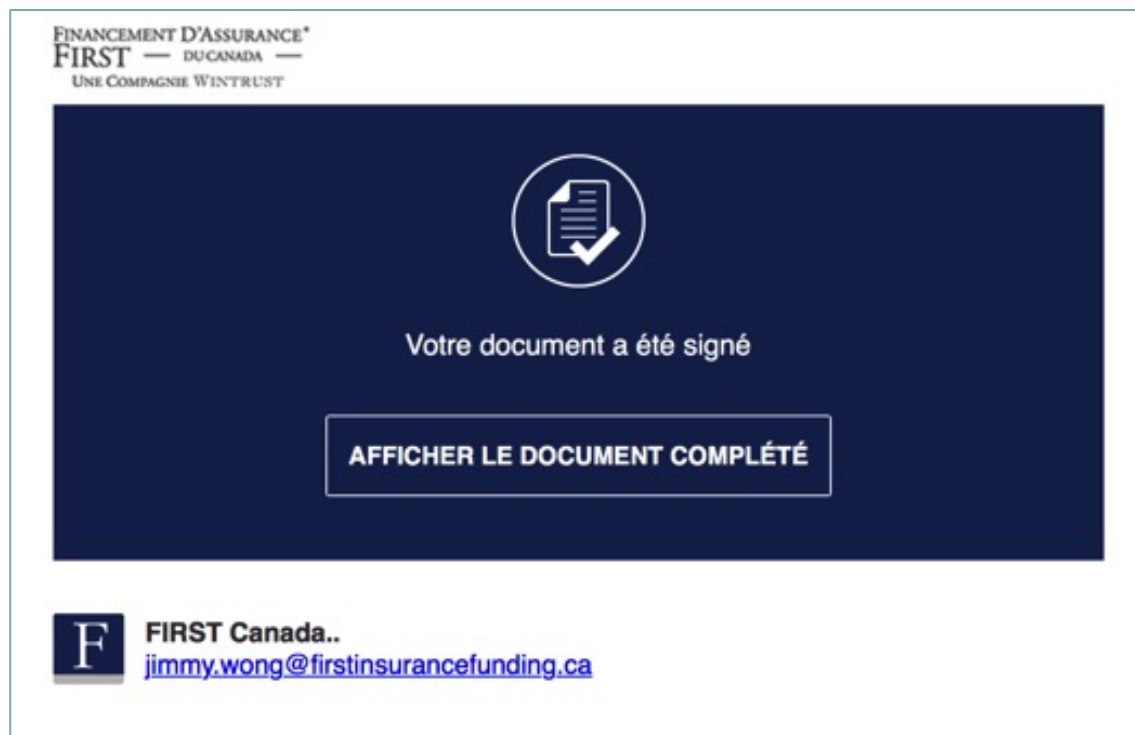 FINANCEMENT D'ASSURANCE*
FIRST — DU CANADA —
UNE COMPAGNIE WINTRUST
Votre document a été signé
AFFICHER LE DOCUMENT COMPLÉTÉ
F
FIRST Canada..
jimmy.wong@firstinsurancefunding.ca